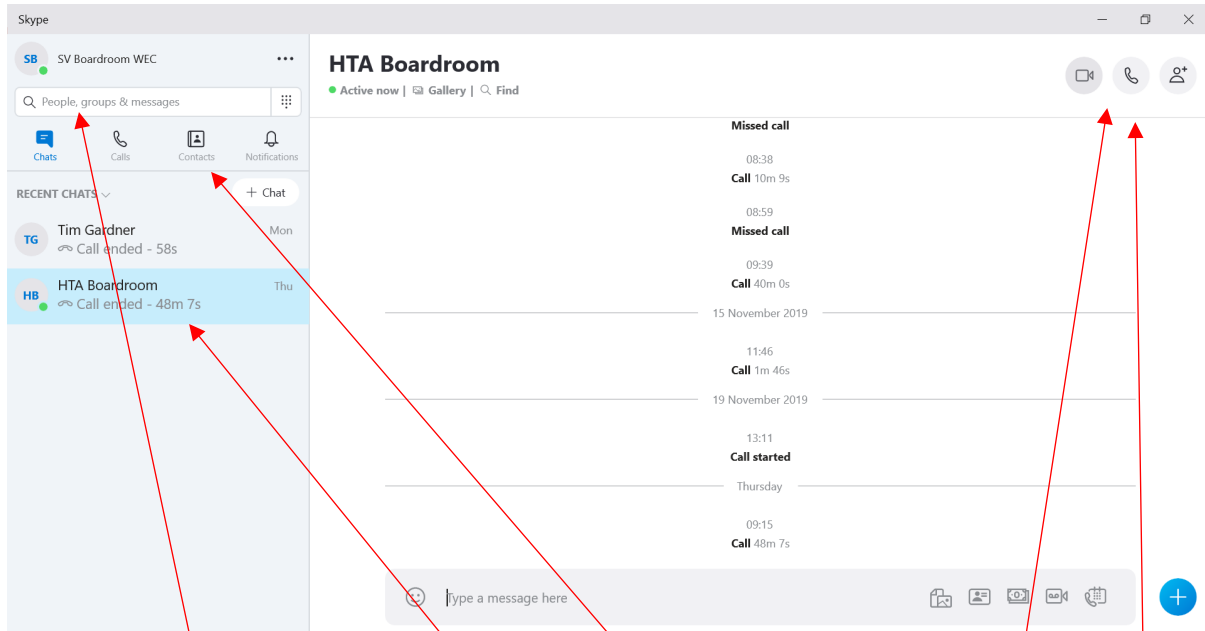 Skype
SB SV Boardroom WEC
People, groups & messages
Chats Calls Contacts Notifications
RECENT CHATS + Chat
TG Tim Gardner Mon
Call ended - 58s
HB HTA Boardroom Thu
Call ended - 48m 7s
HTA Boardroom
Active now | Gallery | Find
Missed call
08:38
Call 10m 9s
08:59
Missed call
09:39
Call 40m 0s
15 November 2019
11:46
Call 1m 46s
19 November 2019
13:11
Call started
Thursday
09:15
Call 48m 7s
Type a message here